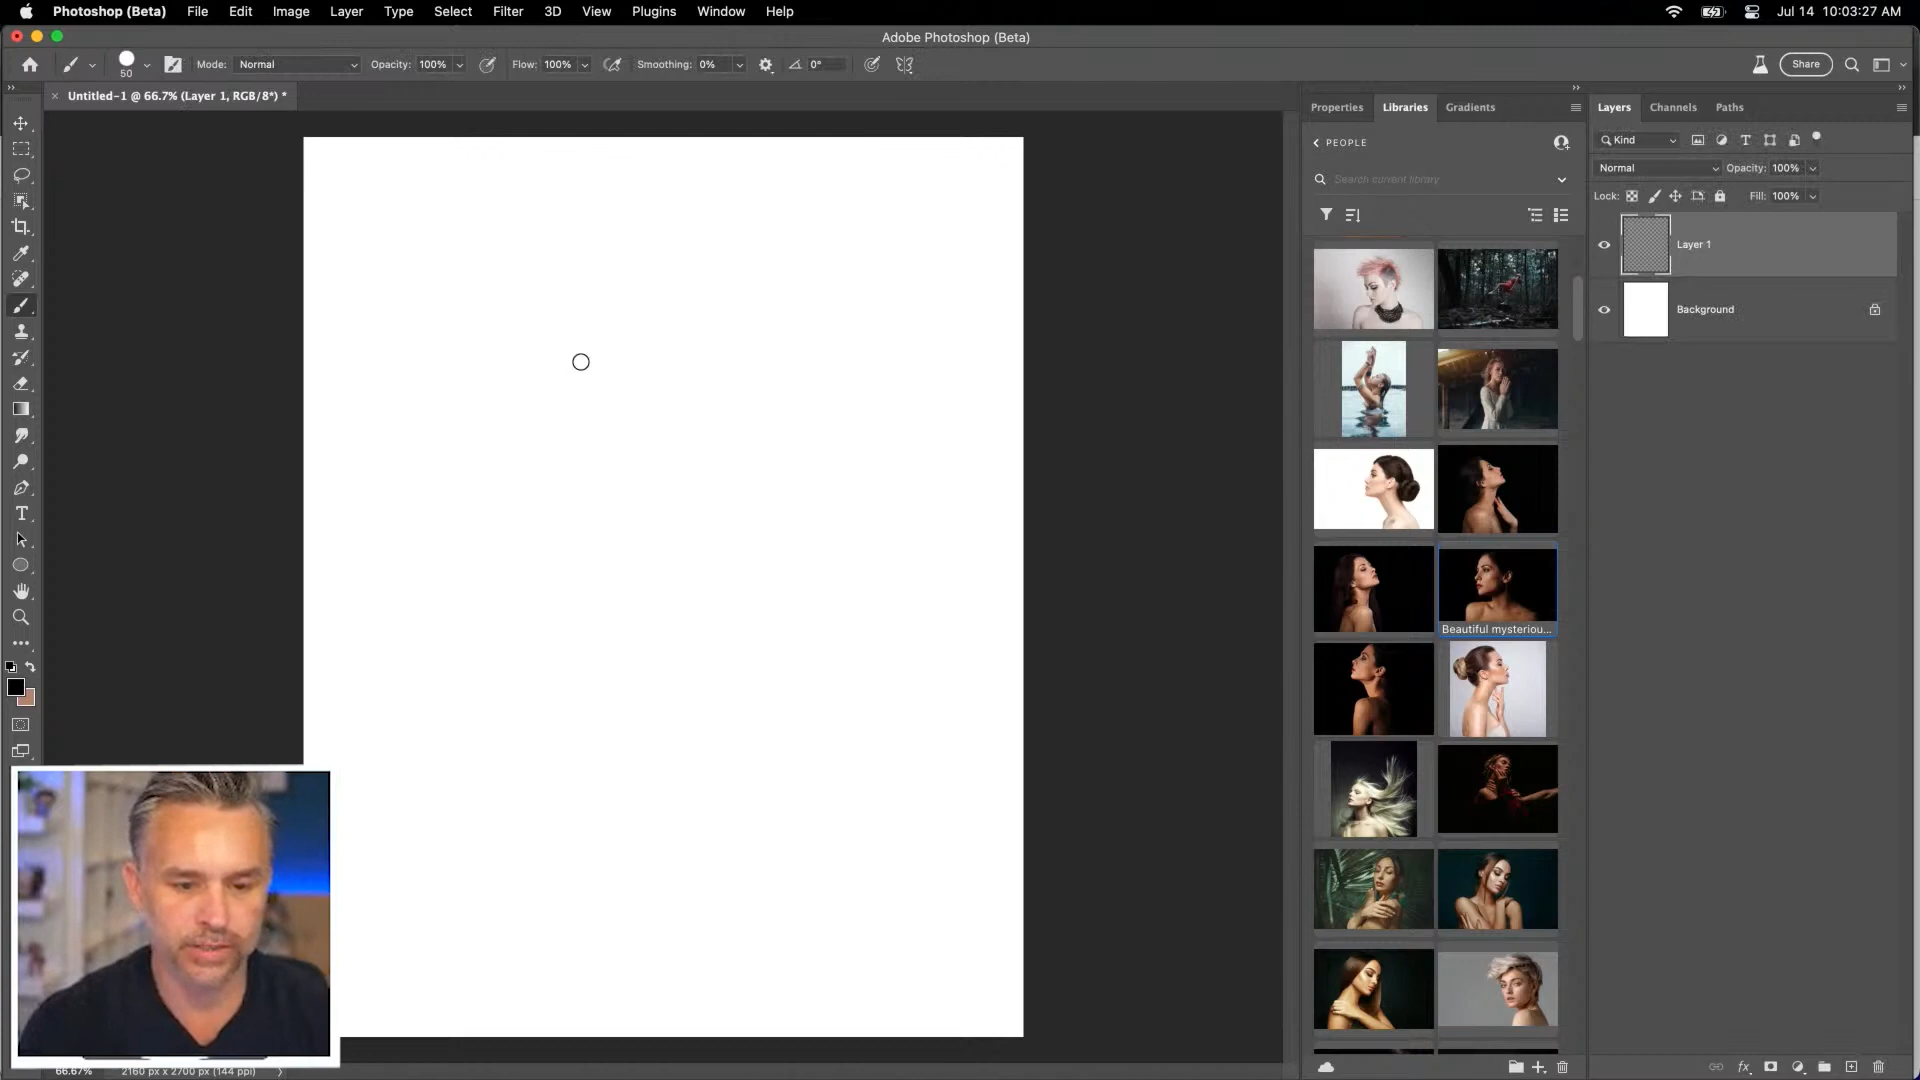 Photoshop (Beta) File Edit Image Layer Type Select Filter 3D View Plugins Window Help Jul 14 10:03:27 AM
Adobe Photoshop (Beta)
50 Mode: Normal Opacity: 100% Flow: 100% Smoothing: 0% 0° Share
Untitled-1 @ 66.7% (Layer 1, RGB/8*) *
Properties Libraries Gradients
PEOPLE
Search current library
Beautiful mysteriou...
Layers Channels Paths
Kind
Normal Opacity: 100%
Lock: Fill: 100%
Layer 1
Background
66.67% 2160 px x 2700 px (144 ppi)